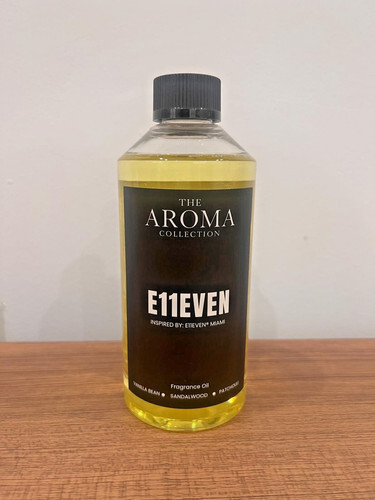 THE
AROMA
COLLECTION
E11EVEN
INSPIRED BY: E11EVEN® MIAMI
Fragrance Oil
VANILLA BEAN ● SANDALWOOD ● PATCHOULI